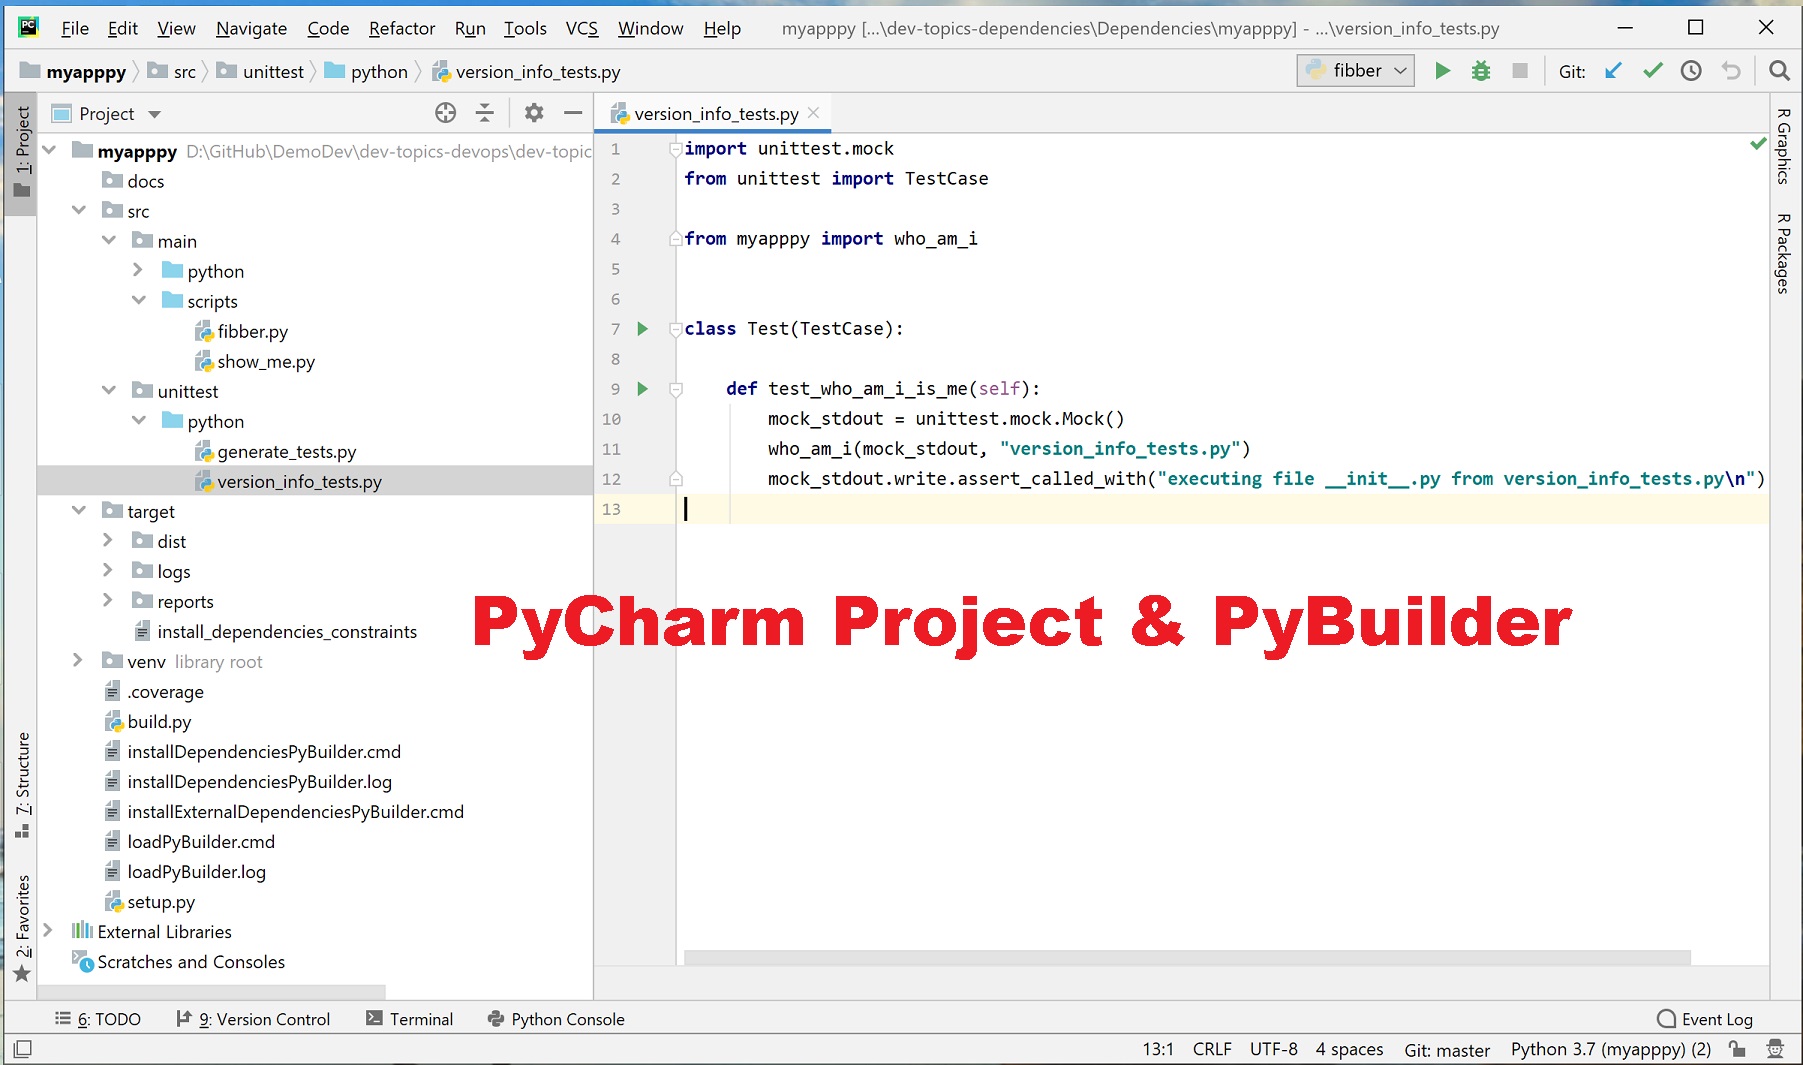 PC File Edit View Navigate Code Refactor Run Tools VCS Window Help myapppy [...\dev-topics-dependencies\Dependencies\myapppy] - ...\version_info_tests.py
myapppy src unittest python version_info_tests.py fibber Git:
1: Project
Project
version_info_tests.py
R Graphics
R Packages
myapppy D:\GitHub\DemoDev\dev-topics-devops\dev-topic
docs
src
main
python
scripts
fibber.py
show_me.py
unittest
python
generate_tests.py
version_info_tests.py
target
dist
logs
reports
install_dependencies_constraints
venv library root
.coverage
build.py
installDependenciesPyBuilder.cmd
installDependenciesPyBuilder.log
installExternalDependenciesPyBuilder.cmd
loadPyBuilder.cmd
loadPyBuilder.log
setup.py
External Libraries
Scratches and Consoles
7: Structure
2: Favorites
1 import unittest.mock
2 from unittest import TestCase
3
4 from myapppy import who_am_i
5
6
7 class Test(TestCase):
8
9 def test_who_am_i_is_me(self):
10 mock_stdout = unittest.mock.Mock()
11 who_am_i(mock_stdout, "version_info_tests.py")
12 mock_stdout.write.assert_called_with("executing file __init__.py from version_info_tests.py\n")
13
PyCharm Project & PyBuilder
6: TODO 9: Version Control Terminal Python Console Event Log
13:1 CRLF UTF-8 4 spaces Git: master Python 3.7 (myapppy) (2)